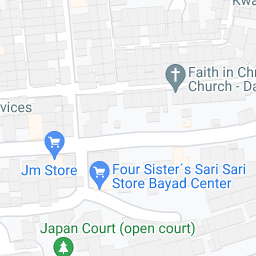 Faith in Chr
Church - Da
vices
Jm Store
Four Sister´s Sari Sari
Store Bayad Center
Japan Court (open court)